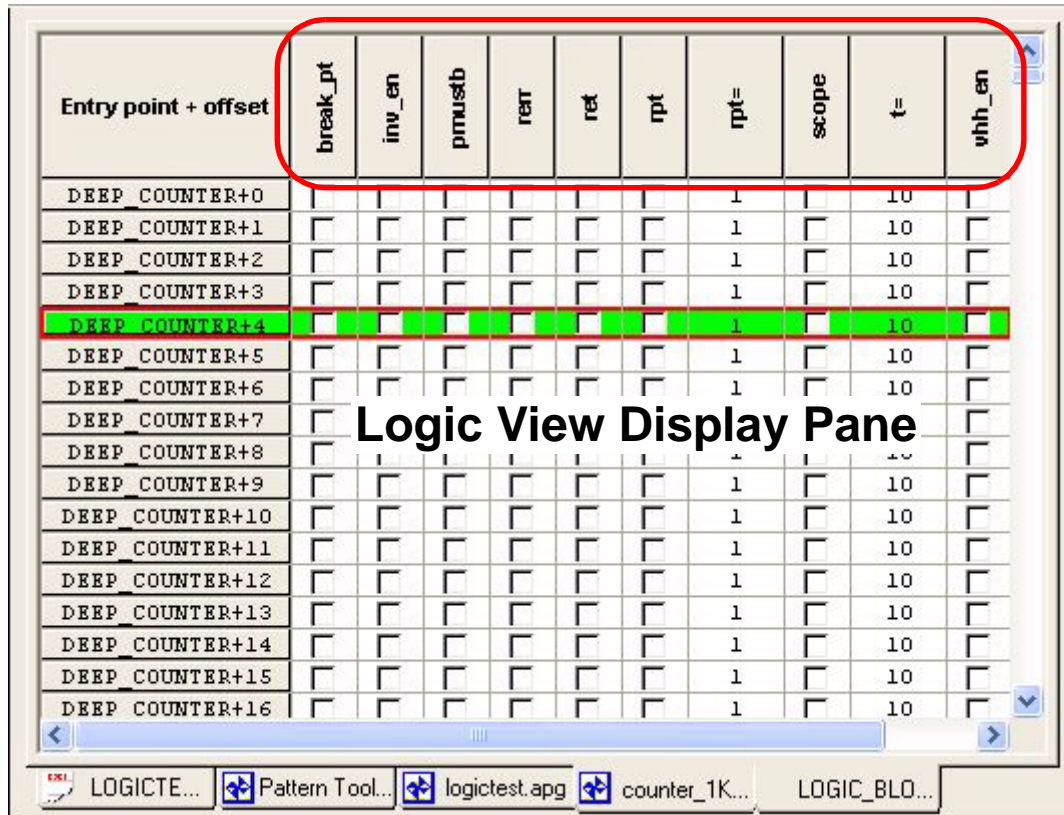 Entry point + offset break_pt inv_en pmustb rerr ret rpt rpt= scope t= vhh_en
DEEP_COUNTER+0 1 10
DEEP_COUNTER+1 1 10
DEEP_COUNTER+2 1 10
DEEP_COUNTER+3 1 10
DEEP_COUNTER+4 1 10
DEEP_COUNTER+5 1 10
DEEP_COUNTER+6 1 10
DEEP_COUNTER+7
Logic View Display Pane
DEEP_COUNTER+8 1 10
DEEP_COUNTER+9 1 10
DEEP_COUNTER+10 1 10
DEEP_COUNTER+11 1 10
DEEP_COUNTER+12 1 10
DEEP_COUNTER+13 1 10
DEEP_COUNTER+14 1 10
DEEP_COUNTER+15 1 10
DEEP_COUNTER+16 1 10
LOGICTE... Pattern Tool... logictest.apg counter_1K... LOGIC_BLO...